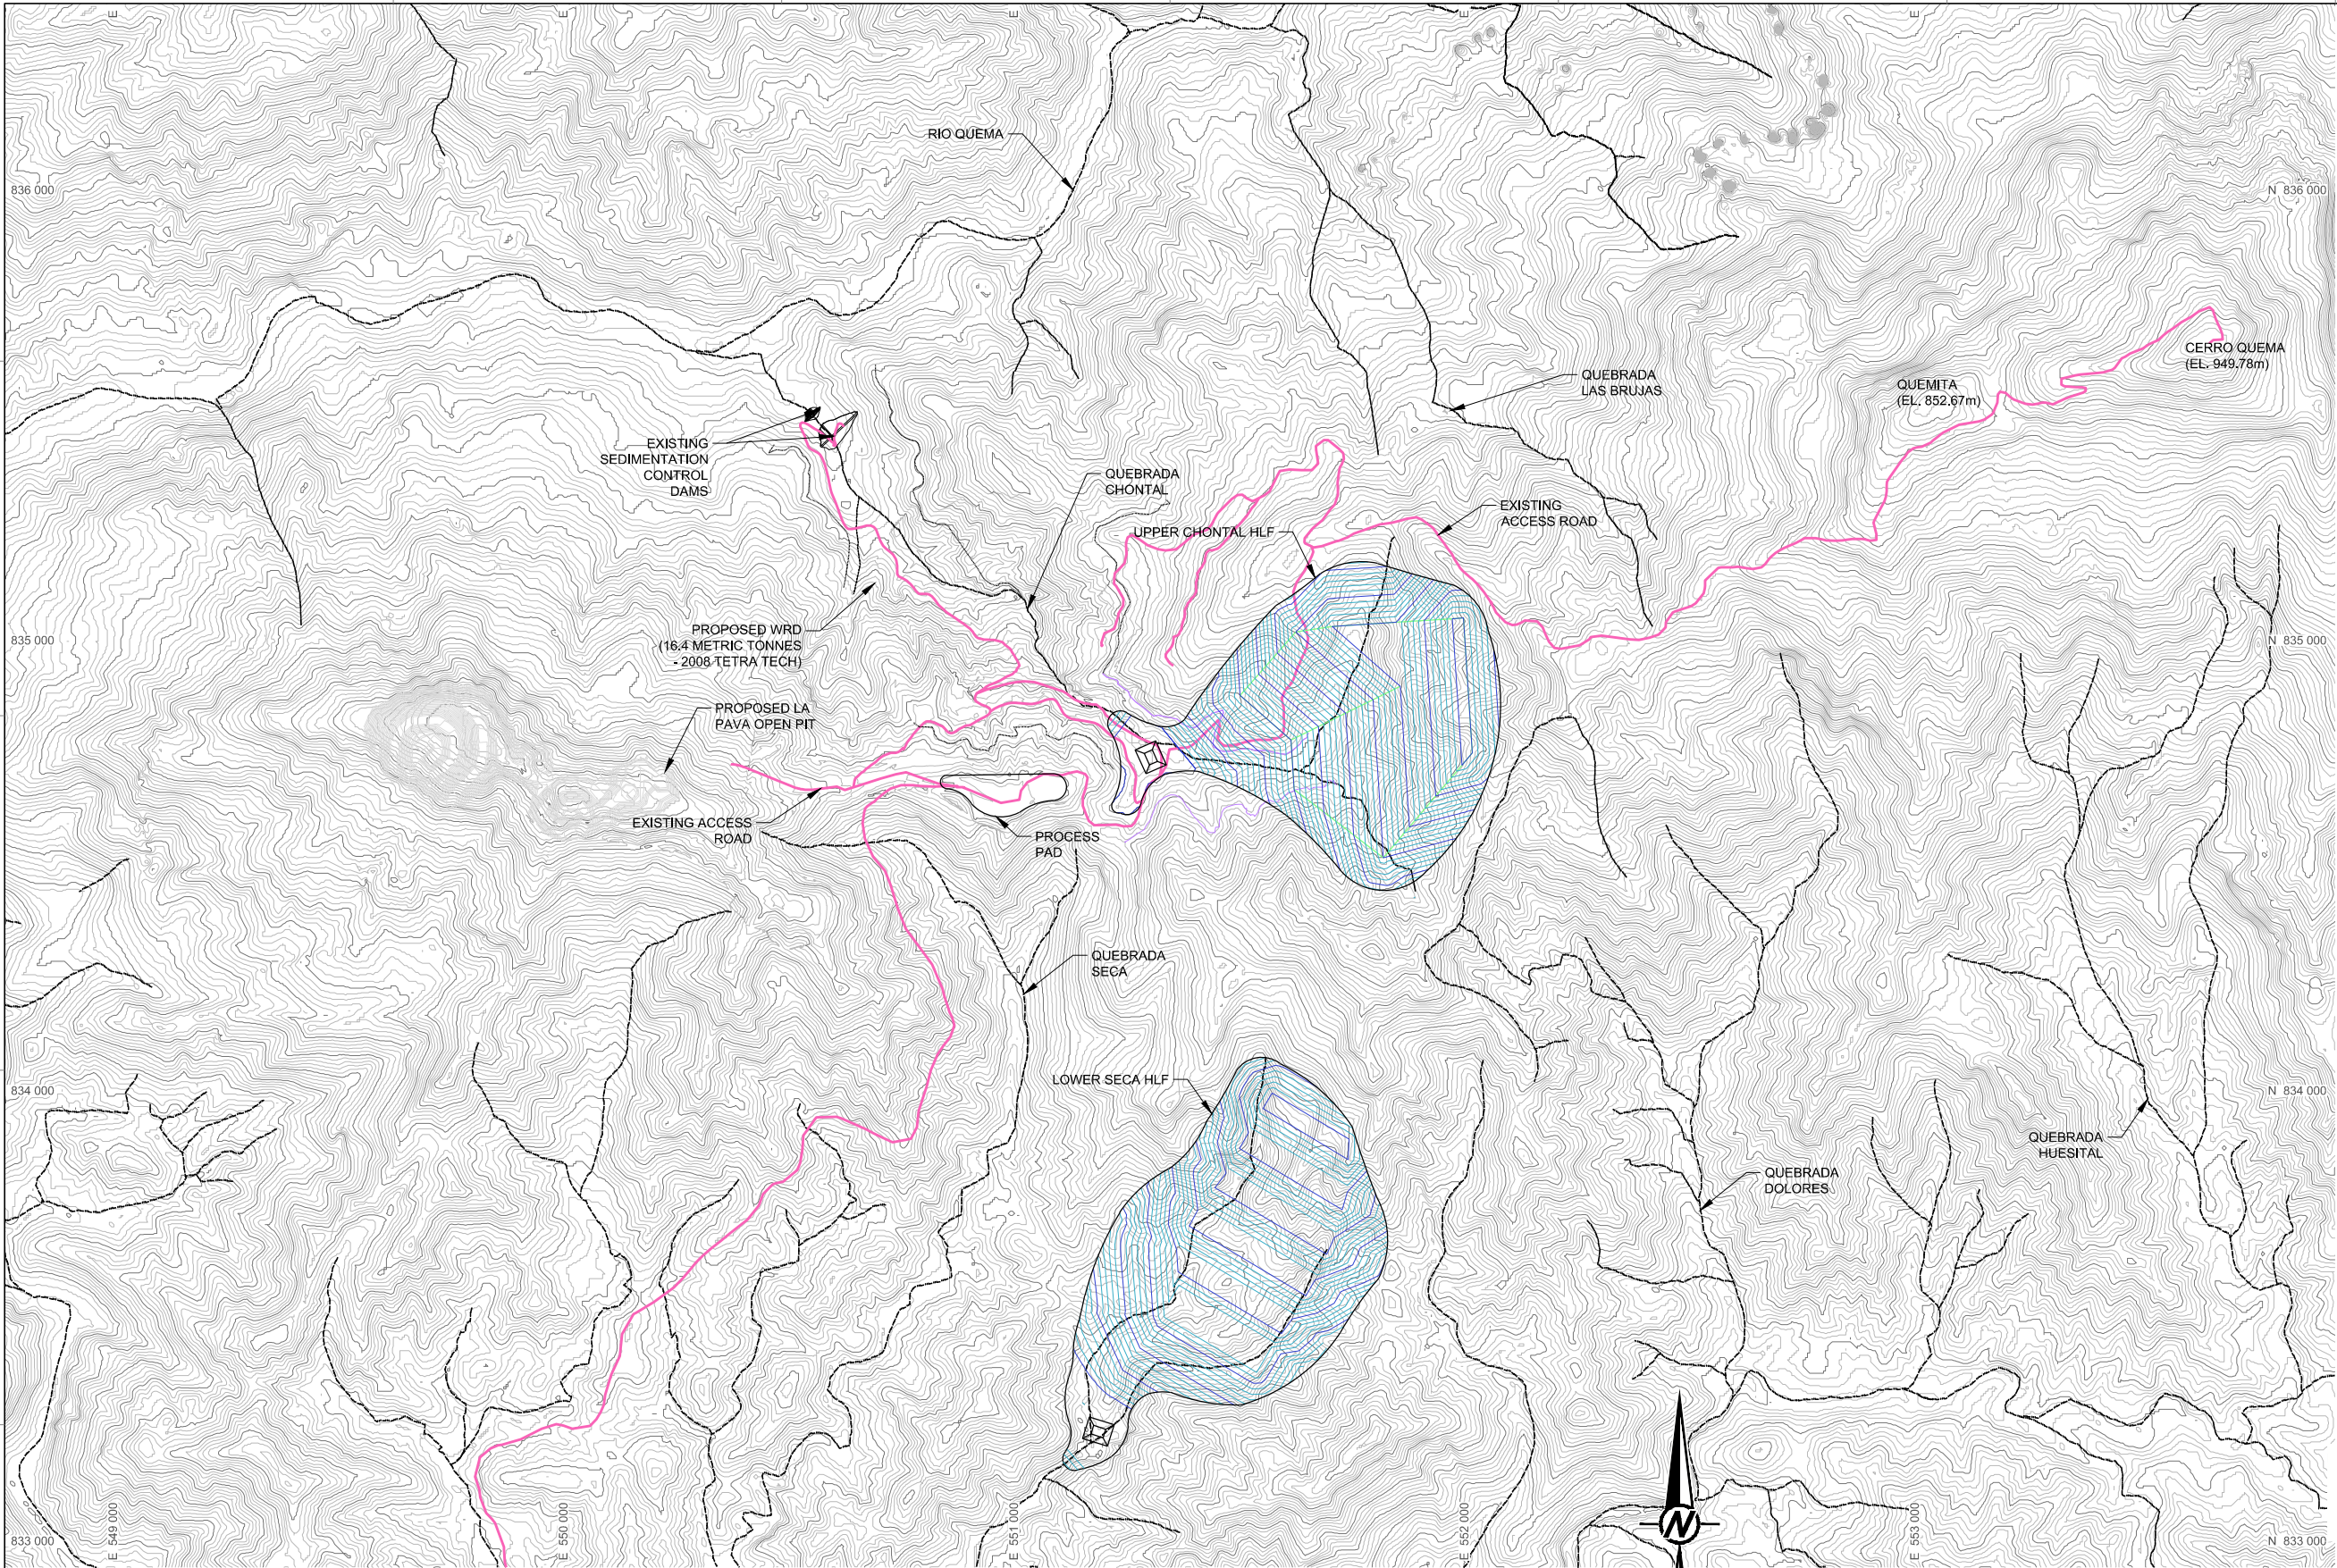 E
E
E
E
RIO QUEMA
836 000
N 836 000
CERRO QUEMA
(EL. 949.78m)
QUEBRADA
LAS BRUJAS
QUEMITA
(EL. 852.67m)
EXISTING
SEDIMENTATION
CONTROL
DAMS
QUEBRADA
CHONTAL
EXISTING
ACCESS ROAD
UPPER CHONTAL HLF
PROPOSED WRD
(16.4 METRIC TONNES
- 2008 TETRA TECH)
835 000
N 835 000
PROPOSED LA
PAVA OPEN PIT
EXISTING ACCESS
ROAD
PROCESS
PAD
QUEBRADA
SECA
LOWER SECA HLF
834 000
N 834 000
QUEBRADA
HUESITAL
QUEBRADA
DOLORES
E 549 000
E 550 000
E 551 000
E 552 000
E 553 000
N
833 000
N 833 000